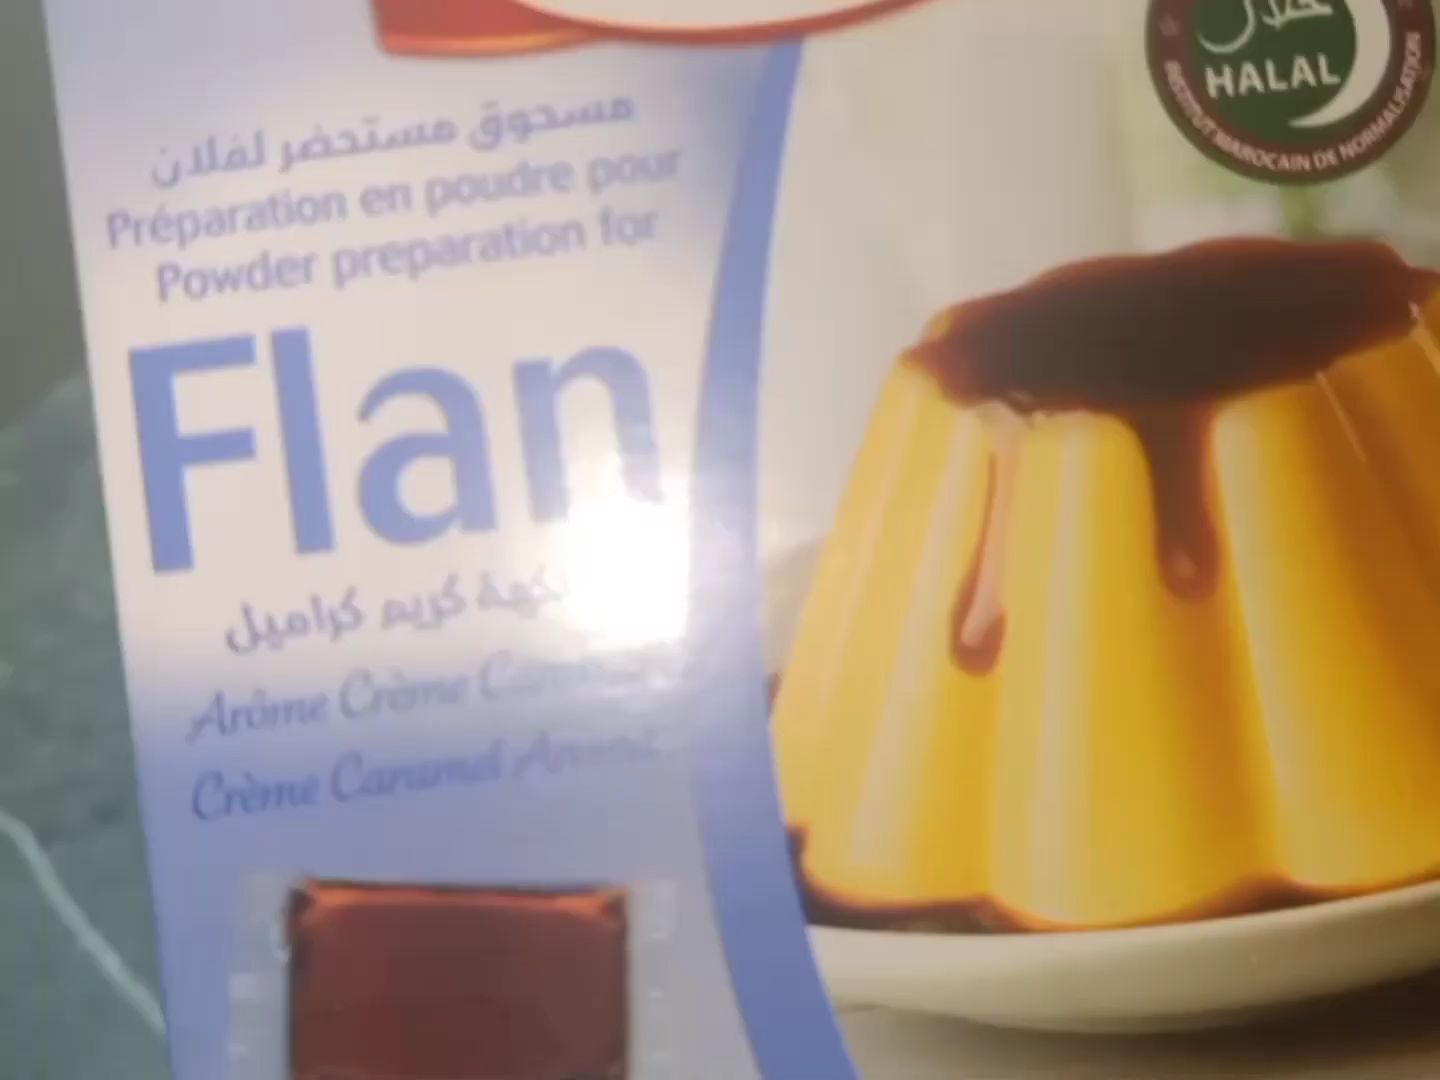 حلال
HALAL
INSTITUT MAROCAIN DE NORMALISATION
مسحوق مستحضر لفلان
Préparation en poudre pour
Powder preparation for
Flan
كريم كراميل
Arôme Crème
Crème Caramel